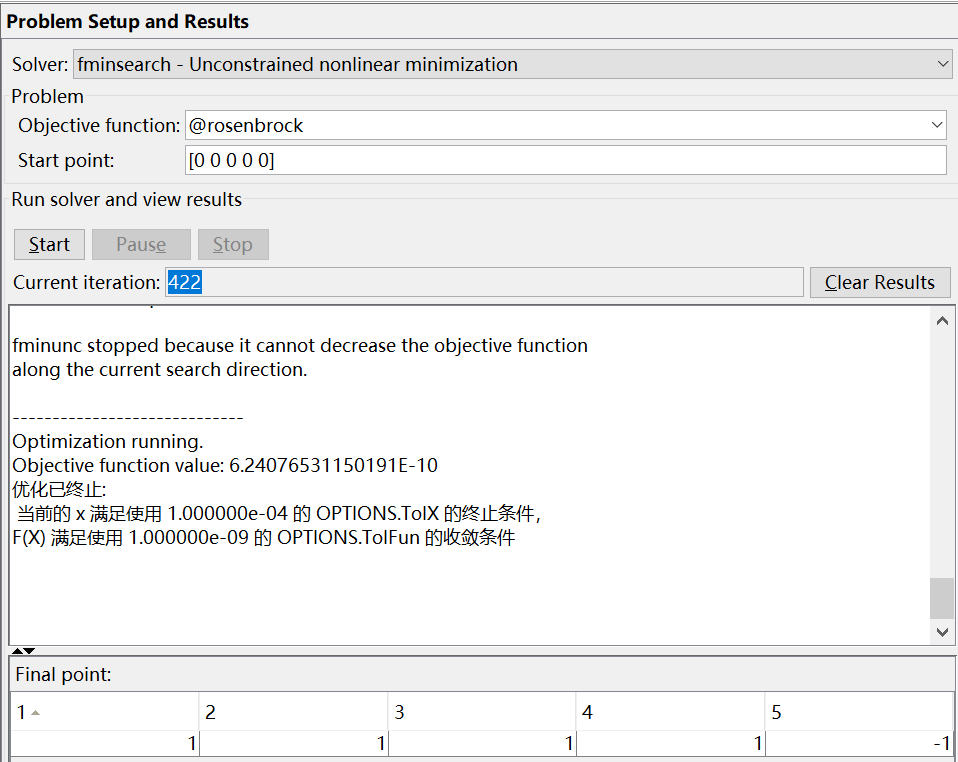 Problem Setup and Results
Solver: fminsearch - Unconstrained nonlinear minimization
Problem
Objective function: @rosenbrock
Start point: [0 0 0 0 0]
Run solver and view results
Start Pause Stop
Current iteration: 422 Clear Results
fminunc stopped because it cannot decrease the objective function
along the current search direction.
----------------------------
Optimization running.
Objective function value: 6.24076531150191E-10
优化已终止:
当前的 x 满足使用 1.000000e-04 的 OPTIONS.TolX 的终止条件，
F(X) 满足使用 1.000000e-09 的 OPTIONS.TolFun 的收敛条件
Final point:
1 2 3 4 5
1 1 1 1 -1